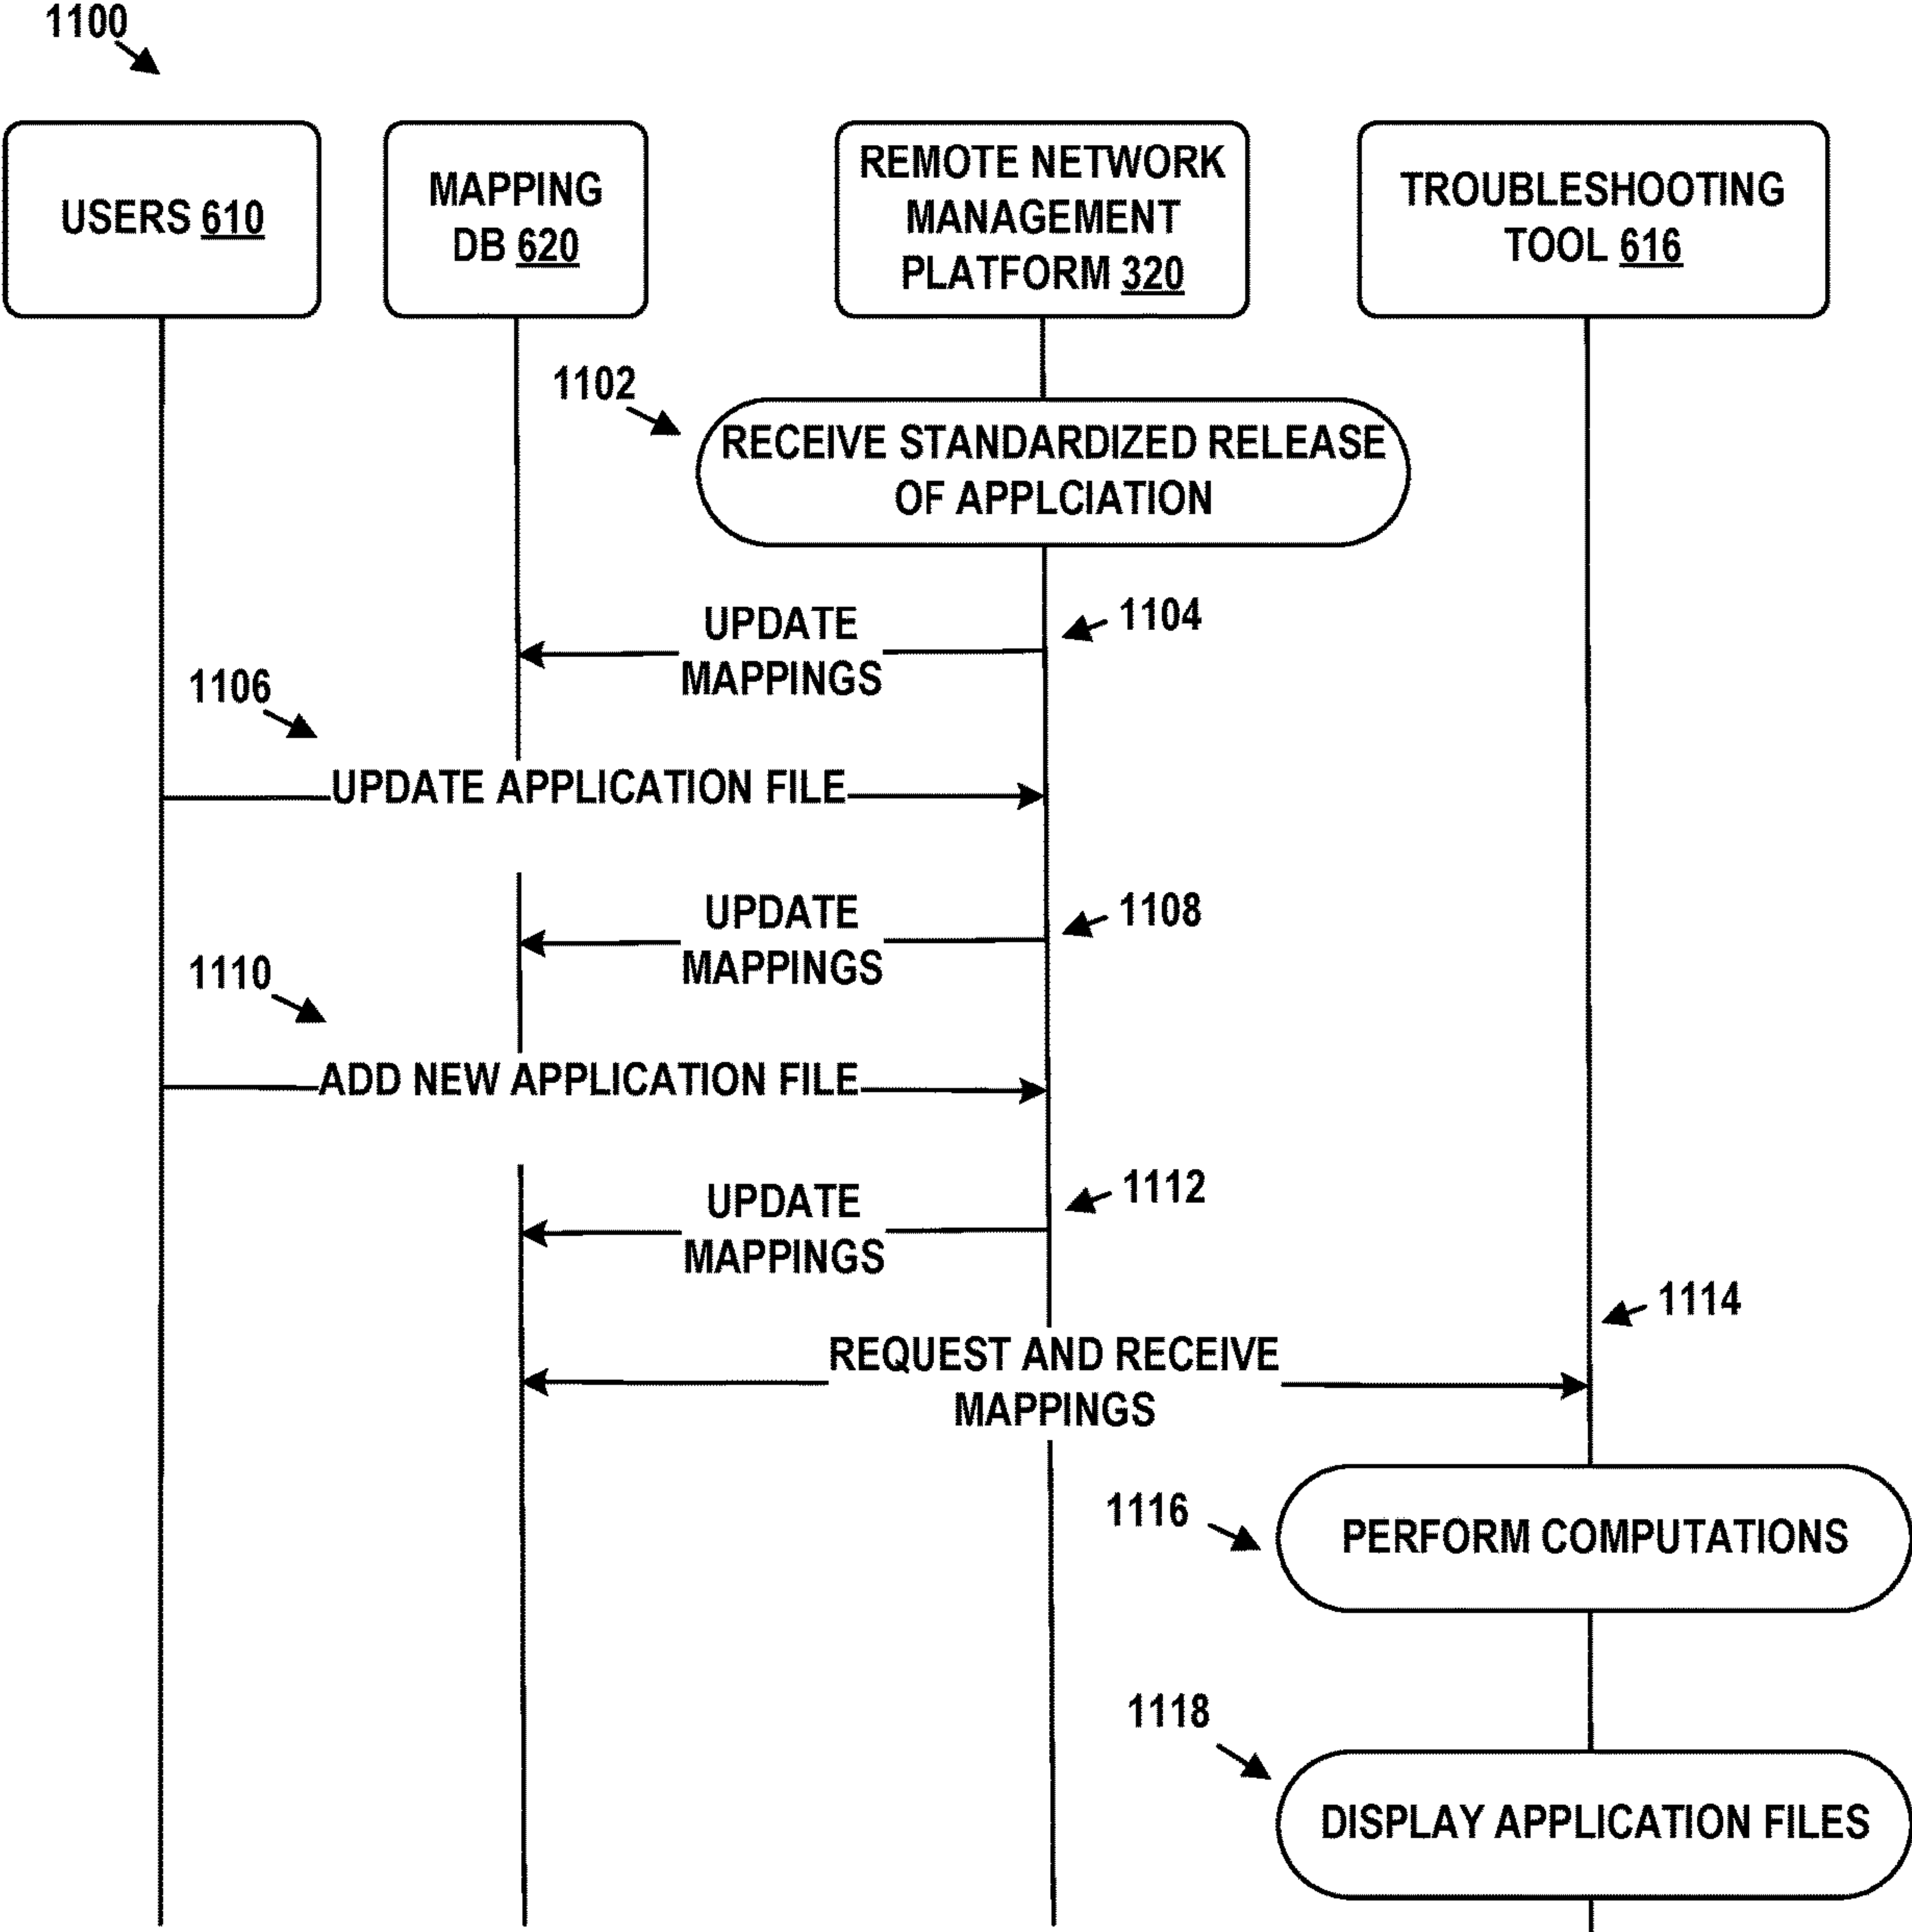 1100
USERS 610
MAPPING
DB 620
REMOTE NETWORK
MANAGEMENT
PLATFORM 320
TROUBLESHOOTING
TOOL 616
1102
RECEIVE STANDARDIZED RELEASE
OF APPLCIATION
1104
UPDATE
MAPPINGS
1106
UPDATE APPLICATION FILE
1108
UPDATE
MAPPINGS
1110
ADD NEW APPLICATION FILE
1112
UPDATE
MAPPINGS
1114
REQUEST AND RECEIVE
MAPPINGS
1116
PERFORM COMPUTATIONS
1118
DISPLAY APPLICATION FILES